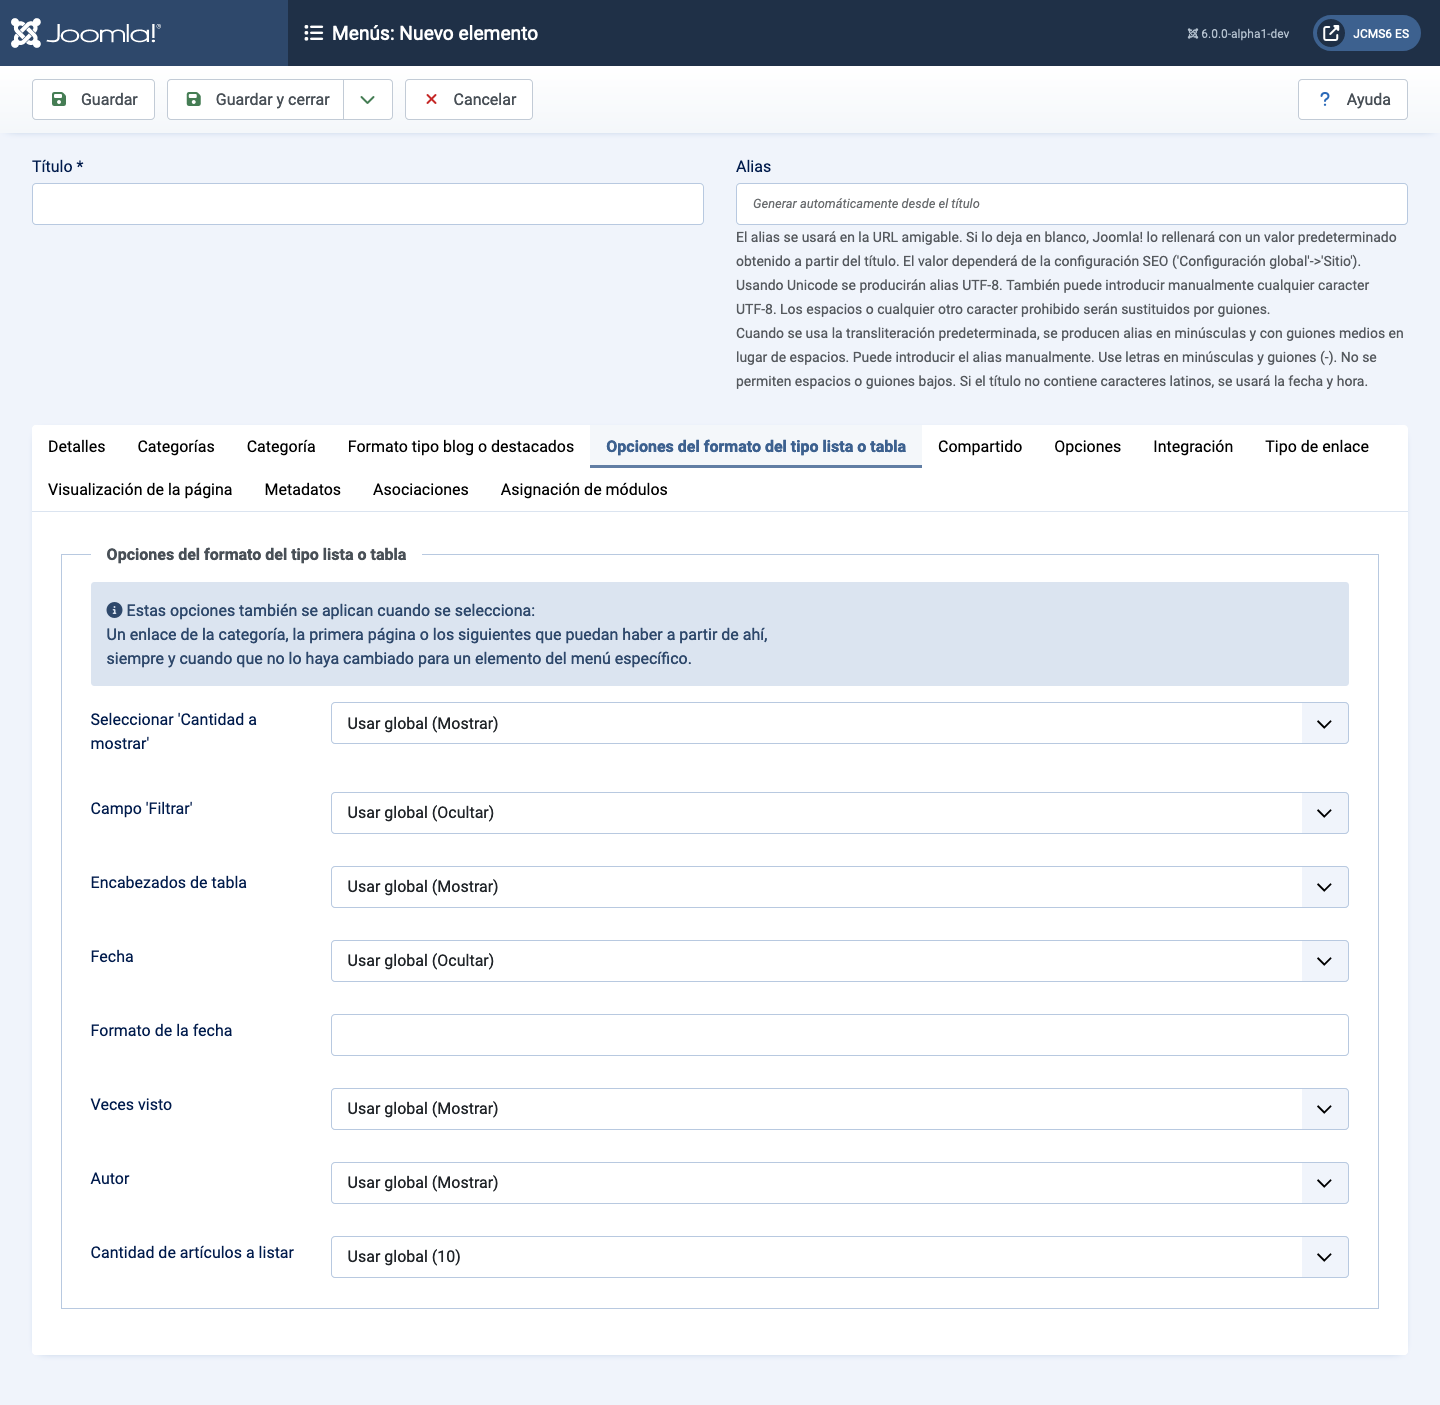 Joomla!®
Menús: Nuevo elemento
6.0.0-alpha1-dev
JCMS6 ES
Guardar
Guardar y cerrar
Cancelar
? Ayuda
Título *
Alias
Generar automáticamente desde el título
El alias se usará en la URL amigable. Si lo deja en blanco, Joomla! lo rellenará con un valor predeterminado
obtenido a partir del título. El valor dependerá de la configuración SEO ('Configuración global'->'Sitio').
Usando Unicode se producirán alias UTF-8. También puede introducir manualmente cualquier caracter
UTF-8. Los espacios o cualquier otro caracter prohibido serán sustituidos por guiones.
Cuando se usa la transliteración predeterminada, se producen alias en minúsculas y con guiones medios en
lugar de espacios. Puede introducir el alias manualmente. Use letras en minúsculas y guiones (-). No se
permiten espacios o guiones bajos. Si el título no contiene caracteres latinos, se usará la fecha y hora.
Detalles
Categorías
Categoría
Formato tipo blog o destacados
Opciones del formato del tipo lista o tabla
Compartido
Opciones
Integración
Tipo de enlace
Visualización de la página
Metadatos
Asociaciones
Asignación de módulos
Opciones del formato del tipo lista o tabla
Estas opciones también se aplican cuando se selecciona:
Un enlace de la categoría, la primera página o los siguientes que puedan haber a partir de ahí,
siempre y cuando que no lo haya cambiado para un elemento del menú específico.
Seleccionar 'Cantidad a
mostrar'
Usar global (Mostrar)
Campo 'Filtrar'
Usar global (Ocultar)
Encabezados de tabla
Usar global (Mostrar)
Fecha
Usar global (Ocultar)
Formato de la fecha
Veces visto
Usar global (Mostrar)
Autor
Usar global (Mostrar)
Cantidad de artículos a listar
Usar global (10)